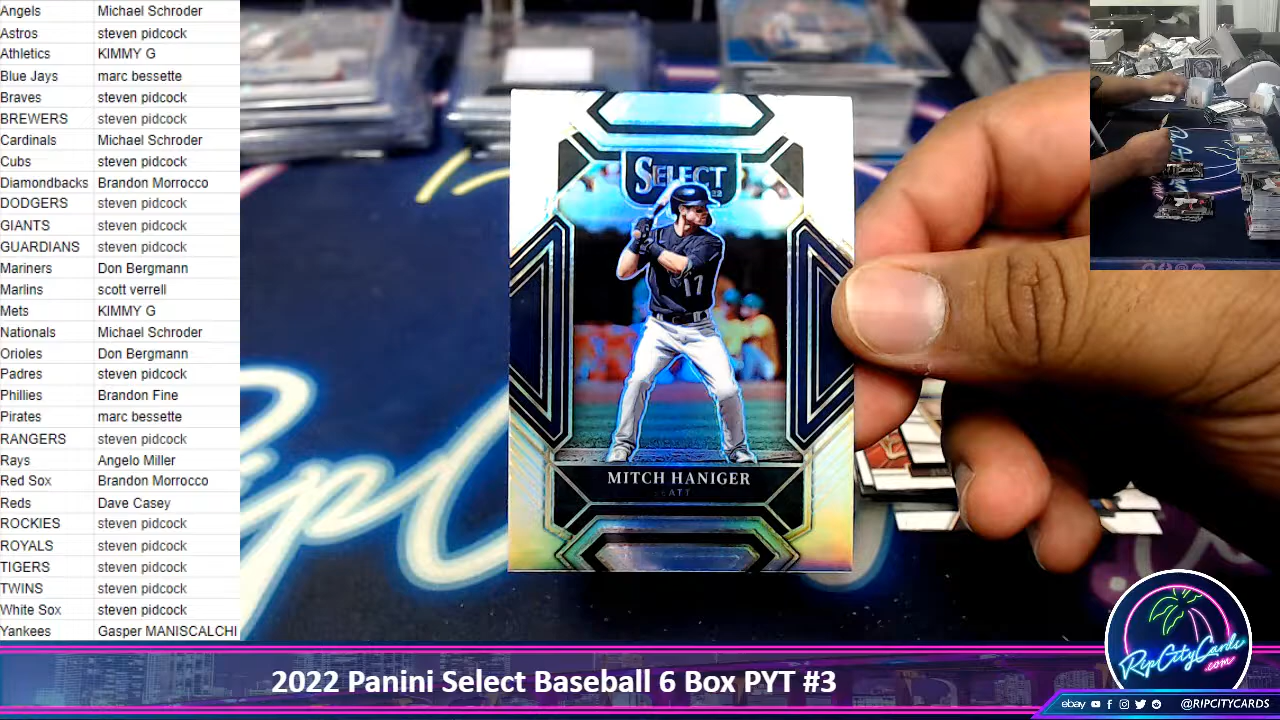 Angels Michael Schroder
Astros steven pidcock
Athletics KIMMY G
Blue Jays marc bessette
Braves steven pidcock
BREWERS steven pidcock
Cardinals Michael Schroder
Cubs steven pidcock
Diamondbacks Brandon Morrocco
DODGERS steven pidcock
GIANTS steven pidcock
GUARDIANS steven pidcock
Mariners Don Bergmann
Marlins scott verrell
Mets KIMMY G
Nationals Michael Schroder
Orioles Don Bergmann
Padres steven pidcock
Phillies Brandon Fine
Pirates marc bessette
RANGERS steven pidcock
Rays Angelo Miller
Red Sox Brandon Morrocco
Reds Dave Casey
ROCKIES steven pidcock
ROYALS steven pidcock
TIGERS steven pidcock
TWINS steven pidcock
White Sox steven pidcock
Yankees Gasper MANISCALCHI
SELECT
17
MITCH HANIGER
2022 Panini Select Baseball 6 Box PYT #3
RipCityCards
.com
ebay @RIPCITYCARDS